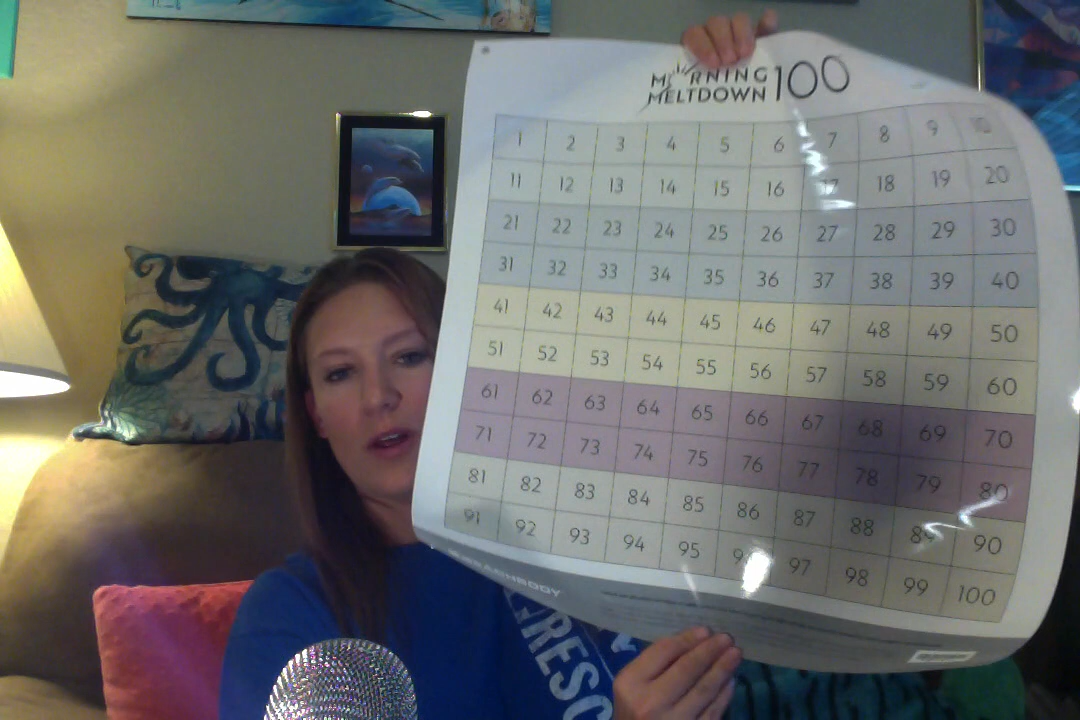 MORNING
MELTDOWN 100
1 2 3 4 5 6 7 8 9 10
11 12 13 14 15 16 17 18 19 20
21 22 23 24 25 26 27 28 29 30
31 32 33 34 35 36 37 38 39 40
41 42 43 44 45 46 47 48 49 50
51 52 53 54 55 56 57 58 59 60
61 62 63 64 65 66 67 68 69 70
71 72 73 74 75 76 77 78 79 80
81 82 83 84 85 86 87 88 89 90
91 92 93 94 95 96 97 98 99 100
BEACHBODY
RESC